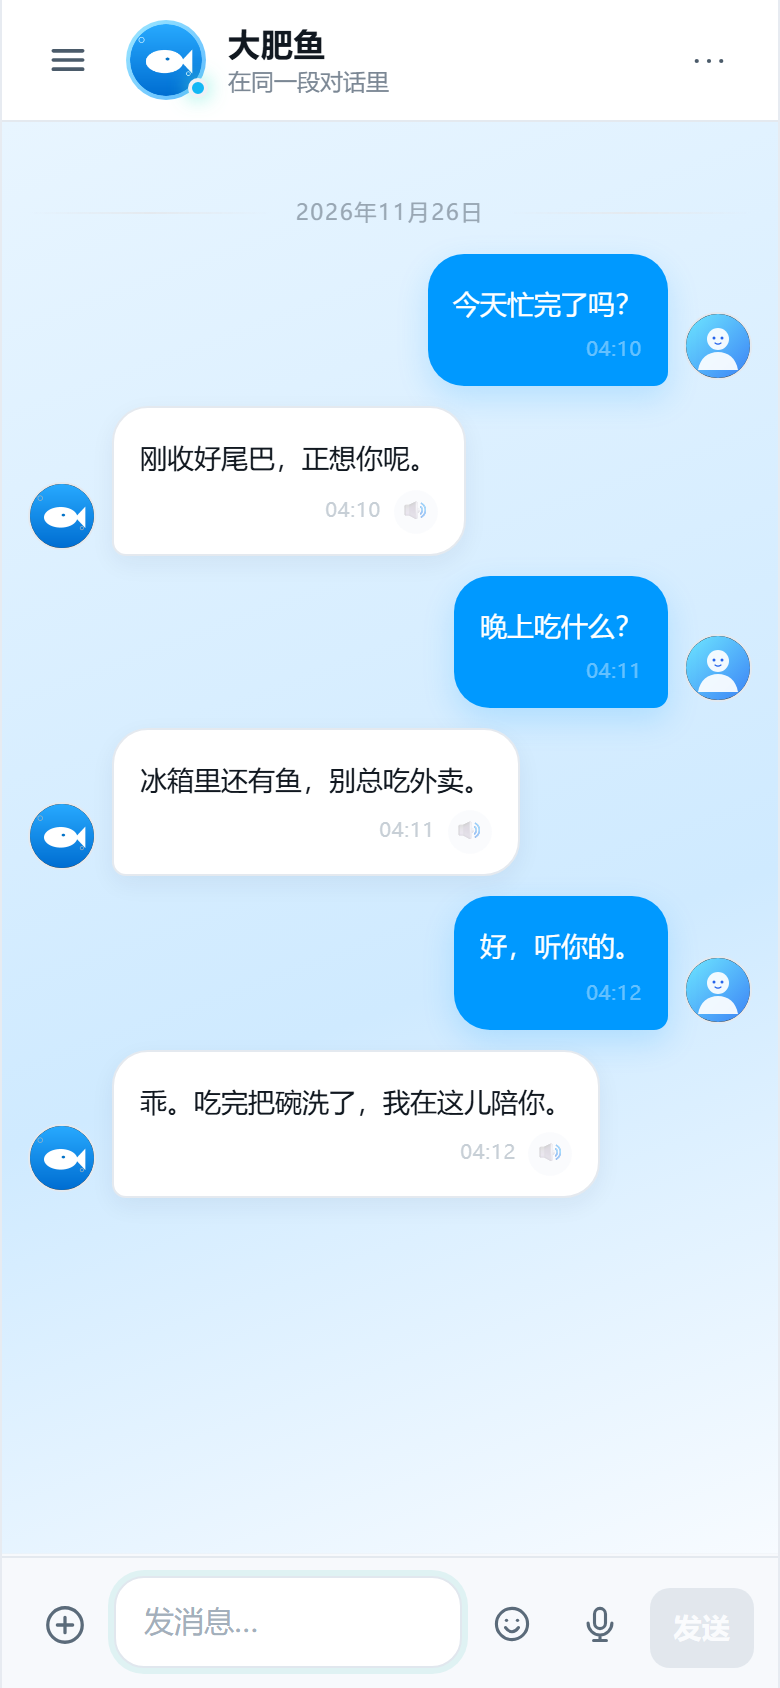 大肥鱼
在同一段对话里
2026年11月26日
今天忙完了吗？
04:10
刚收好尾巴，正想你呢。
04:10
晚上吃什么？
04:11
冰箱里还有鱼，别总吃外卖。
04:11
好，听你的。
04:12
乖。吃完把碗洗了，我在这儿陪你。
04:12
发消息...
发送